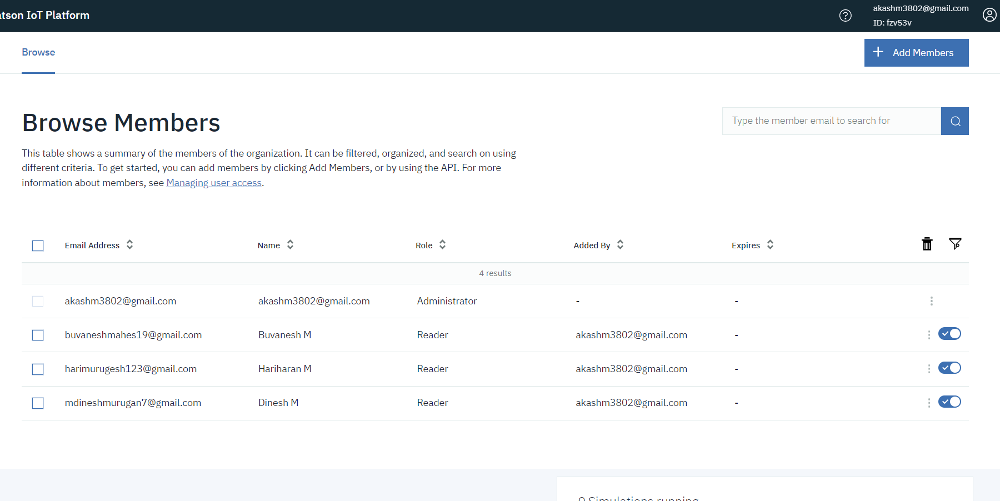 atson IoT Platform
akashm3802@gmail.com
ID: fzv53v
Browse
Add Members
Browse Members
Type the member email to search for
This table shows a summary of the members of the organization. It can be filtered, organized, and search on using
different criteria. To get started, you can add members by clicking Add Members, or by using the API. For more
information about members, see Managing user access.
Email Address Name Role Added By Expires
4 results
akashm3802@gmail.com akashm3802@gmail.com Administrator - -
buvaneshmahes19@gmail.com Buvanesh M Reader akashm3802@gmail.com -
harimurugesh123@gmail.com Hariharan M Reader akashm3802@gmail.com -
mdineshmurugan7@gmail.com Dinesh M Reader akashm3802@gmail.com -
0 Simulations running